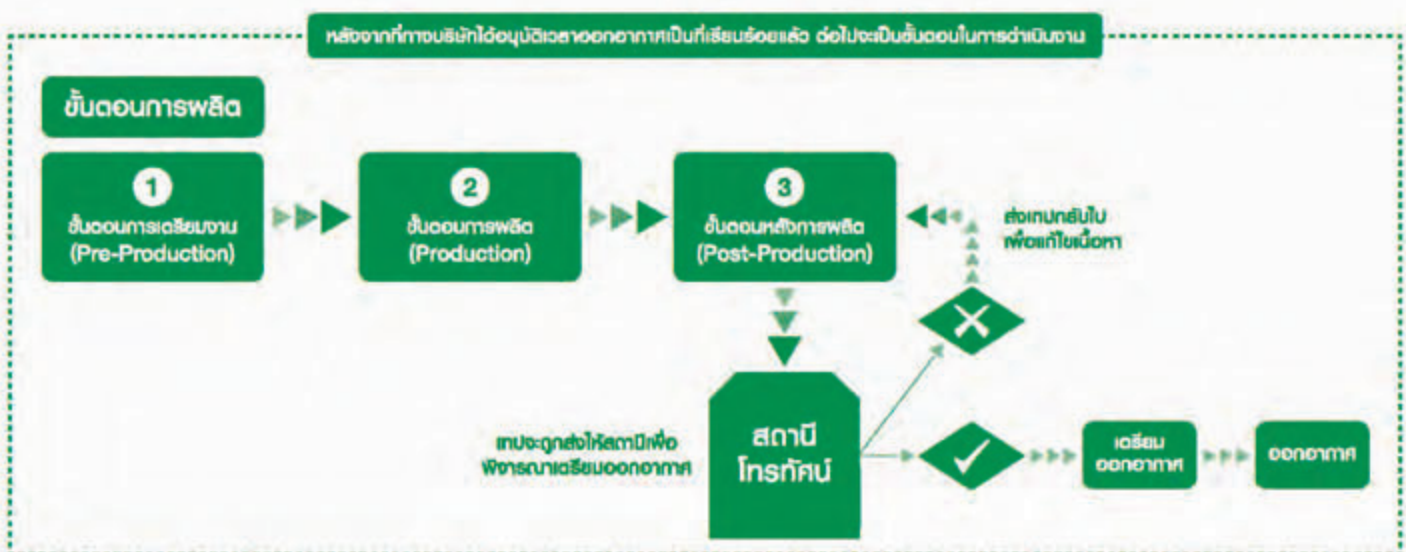 หลังจากที่ทางบริษัทได้อนุมัติเวลาออกอากาศเป็นที่เรียบร้อยแล้ว ต่อไปจะเป็นขั้นตอนในการดำเนินงาน
ขั้นตอนการผลิต
1
ขั้นตอนการเตรียมงาน
(Pre-Production)
2
ขั้นตอนการผลิต
(Production)
3
ขั้นตอนหลังการผลิต
(Post-Production)
ส่งเทปกลับไป
เพื่อแก้ไขเนื้อหา
เทปจะถูกส่งให้สถานีเพื่อ
พิจารณาเตรียมออกอากาศ
สถานี
โทรทัศน์
เตรียม
ออกอากาศ
ออกอากาศ